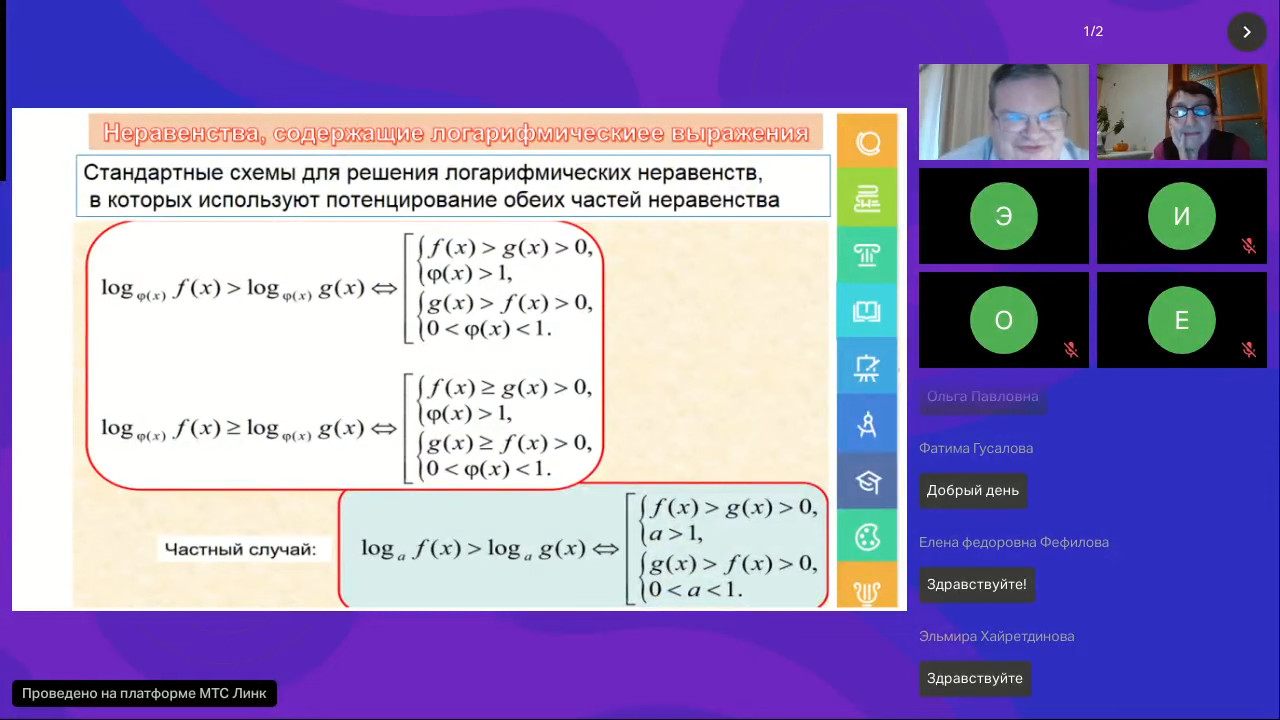 1/2
Неравенства, содержащие логарифмическиее выражения
Стандартные схемы для решения логарифмических неравенств,
в которых используют потенцирование обеих частей неравенства
log_φ(x) f(x) > log_φ(x) g(x) ⇔
f(x) > g(x) > 0,
φ(x) > 1,
g(x) > f(x) > 0,
0 < φ(x) < 1.
log_φ(x) f(x) ≥ log_φ(x) g(x) ⇔
f(x) ≥ g(x) > 0,
φ(x) > 1,
g(x) ≥ f(x) > 0,
0 < φ(x) < 1.
Частный случай:
log_a f(x) > log_a g(x) ⇔
f(x) > g(x) > 0,
a > 1,
g(x) > f(x) > 0,
0 < a < 1.
Э
И
О
Е
Ольга Павловна
Фатима Гусалова
Добрый день
Елена федоровна Фефилова
Здравствуйте!
Эльмира Хайретдинова
Здравствуйте
Проведено на платформе МТС Линк